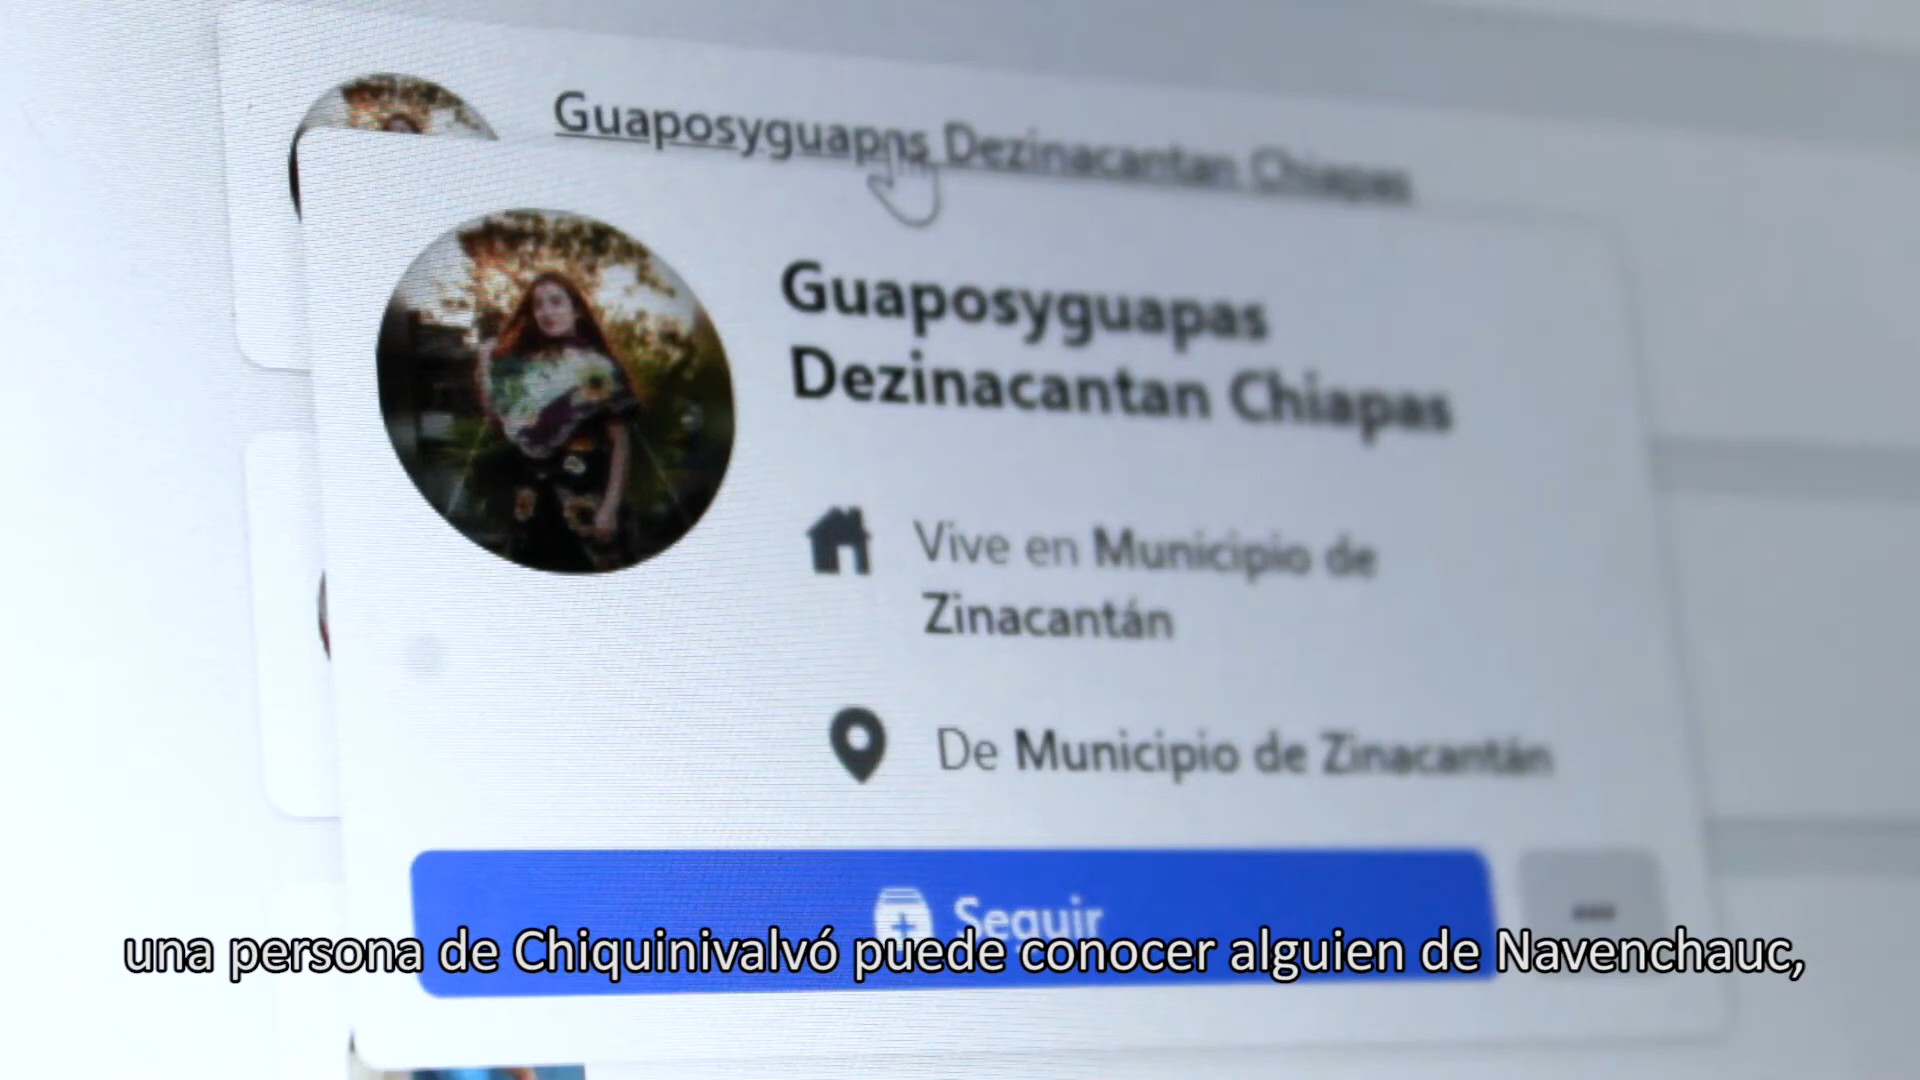 Guaposyguapas Dezinacantan Chiapas
Guaposyguapas
Dezinacantan Chiapas
Vive en Municipio de
Zinacantán
De Municipio de Zinacantán
Seguir
una persona de Chiquinivalvó puede conocer alguien de Navenchauc,